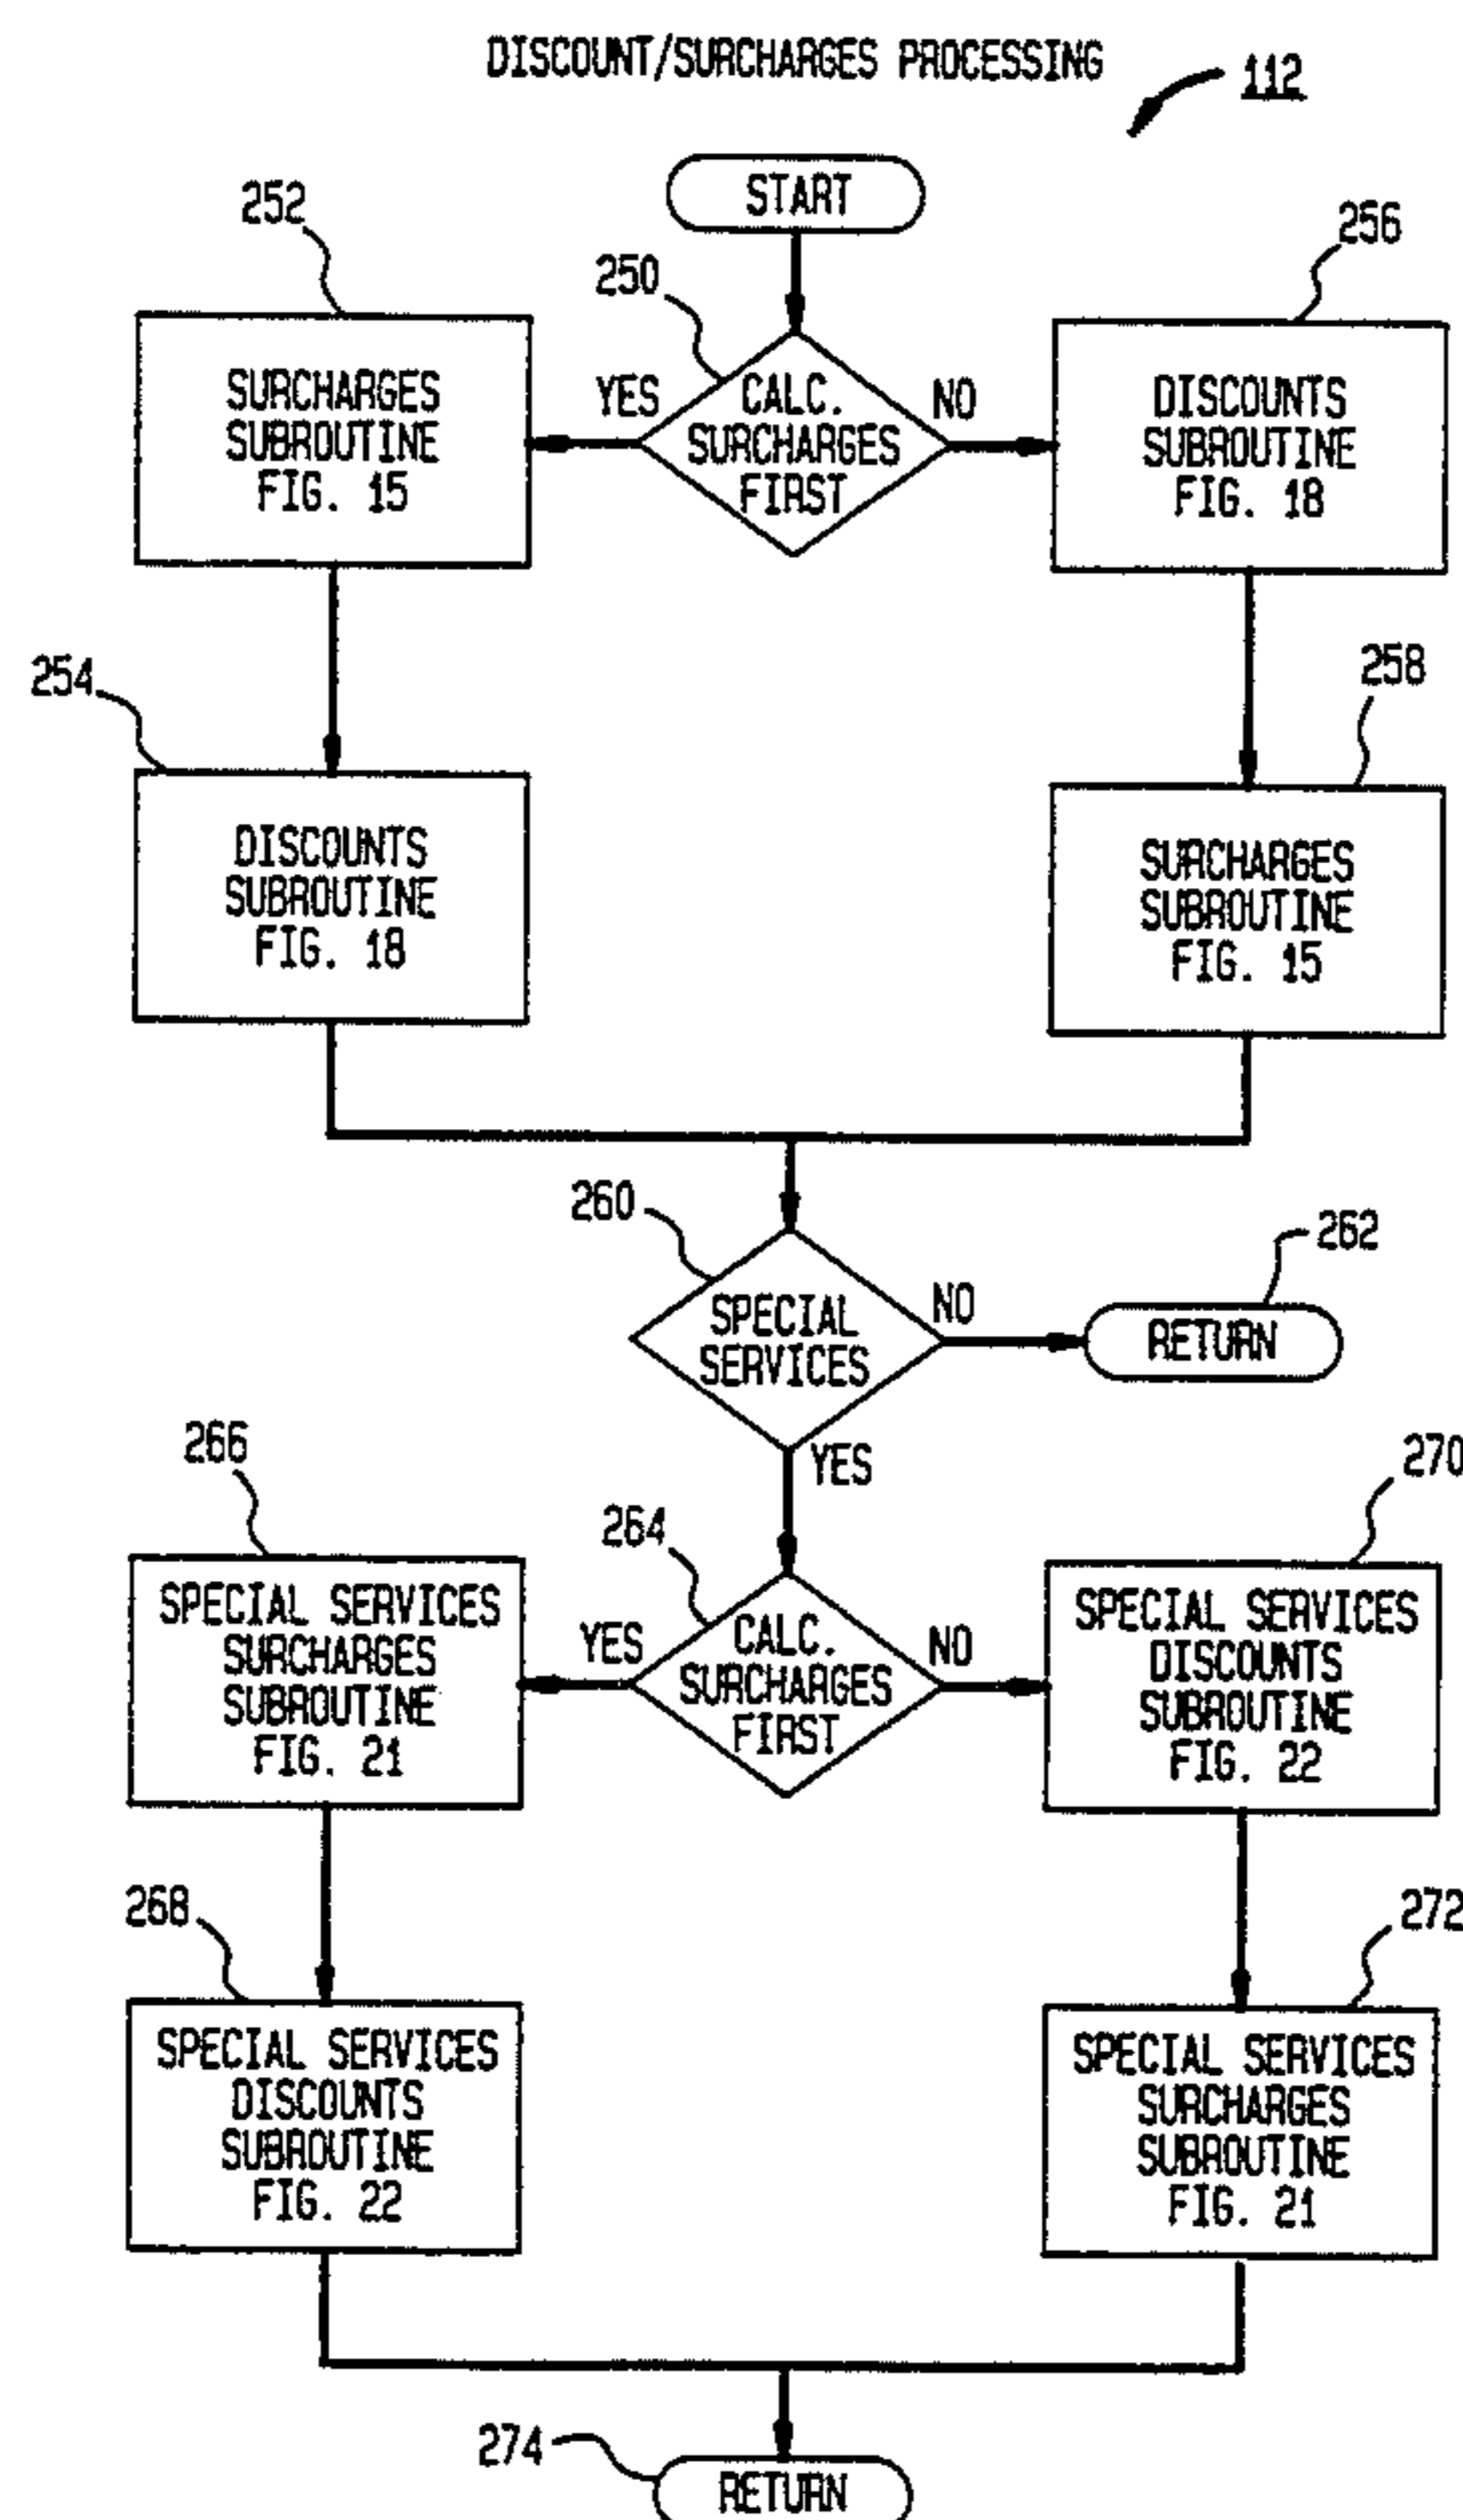 DISCOUNT/SURCHARGES PROCESSING
112
START
252
256
250
SURCHARGES
SUBROUTINE
FIG. 15
YES
CALC.
SURCHARGES
FIRST
NO
DISCOUNTS
SUBROUTINE
FIG. 18
254
258
DISCOUNTS
SUBROUTINE
FIG. 18
SURCHARGES
SUBROUTINE
FIG. 15
260
262
SPECIAL
SERVICES
NO
RETURN
YES
266
270
264
SPECIAL SERVICES
SURCHARGES
SUBROUTINE
FIG. 21
YES
CALC.
SURCHARGES
FIRST
NO
SPECIAL SERVICES
DISCOUNTS
SUBROUTINE
FIG. 22
268
272
SPECIAL SERVICES
DISCOUNTS
SUBROUTINE
FIG. 22
SPECIAL SERVICES
SURCHARGES
SUBROUTINE
FIG. 21
274
RETURN